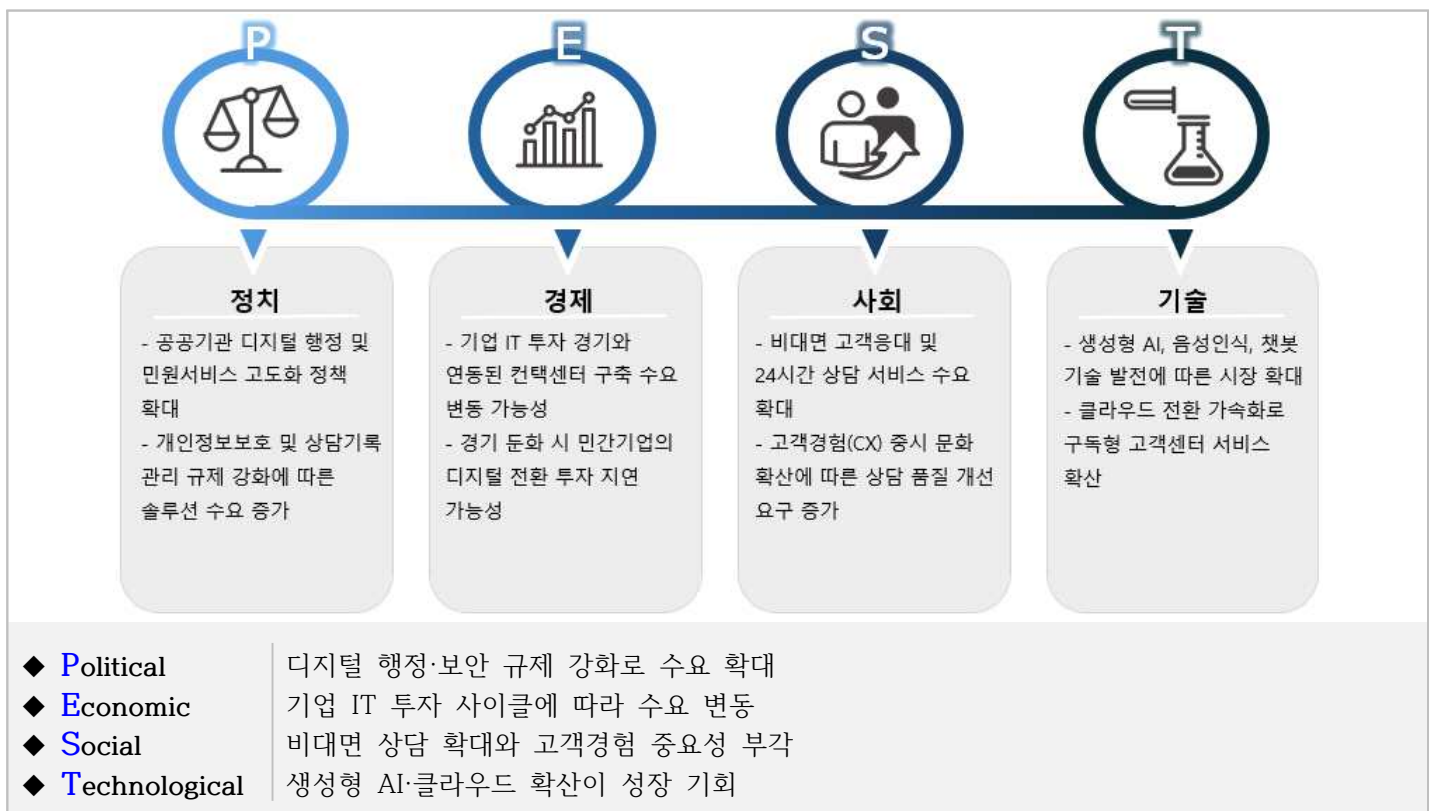 P
E
S
T
정치
- 공공기관 디지털 행정 및
민원서비스 고도화 정책
확대
- 개인정보보호 및 상담기록
관리 규제 강화에 따른
솔루션 수요 증가
경제
- 기업 IT 투자 경기와
연동된 컨택센터 구축 수요
변동 가능성
- 경기 둔화 시 민간기업의
디지털 전환 투자 지연
가능성
사회
- 비대면 고객응대 및
24시간 상담 서비스 수요
확대
- 고객경험(CX) 중시 문화
확산에 따른 상담 품질 개선
요구 증가
기술
- 생성형 AI, 음성인식, 챗봇
기술 발전에 따른 시장 확대
- 클라우드 전환 가속화로
구독형 고객센터 서비스
확산
◆ Political 디지털 행정·보안 규제 강화로 수요 확대
◆ Economic 기업 IT 투자 사이클에 따라 수요 변동
◆ Social 비대면 상담 확대와 고객경험 중요성 부각
◆ Technological 생성형 AI·클라우드 확산이 성장 기회